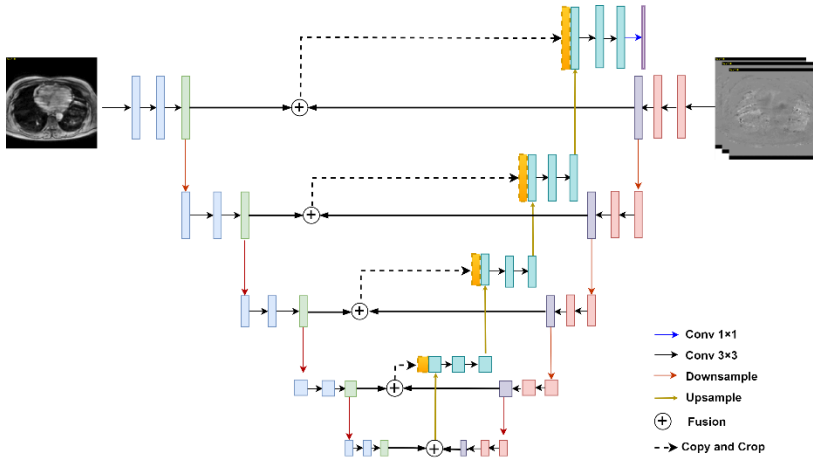 Conv 1×1
Conv 3×3
Downsample
Upsample
Fusion
Copy and Crop